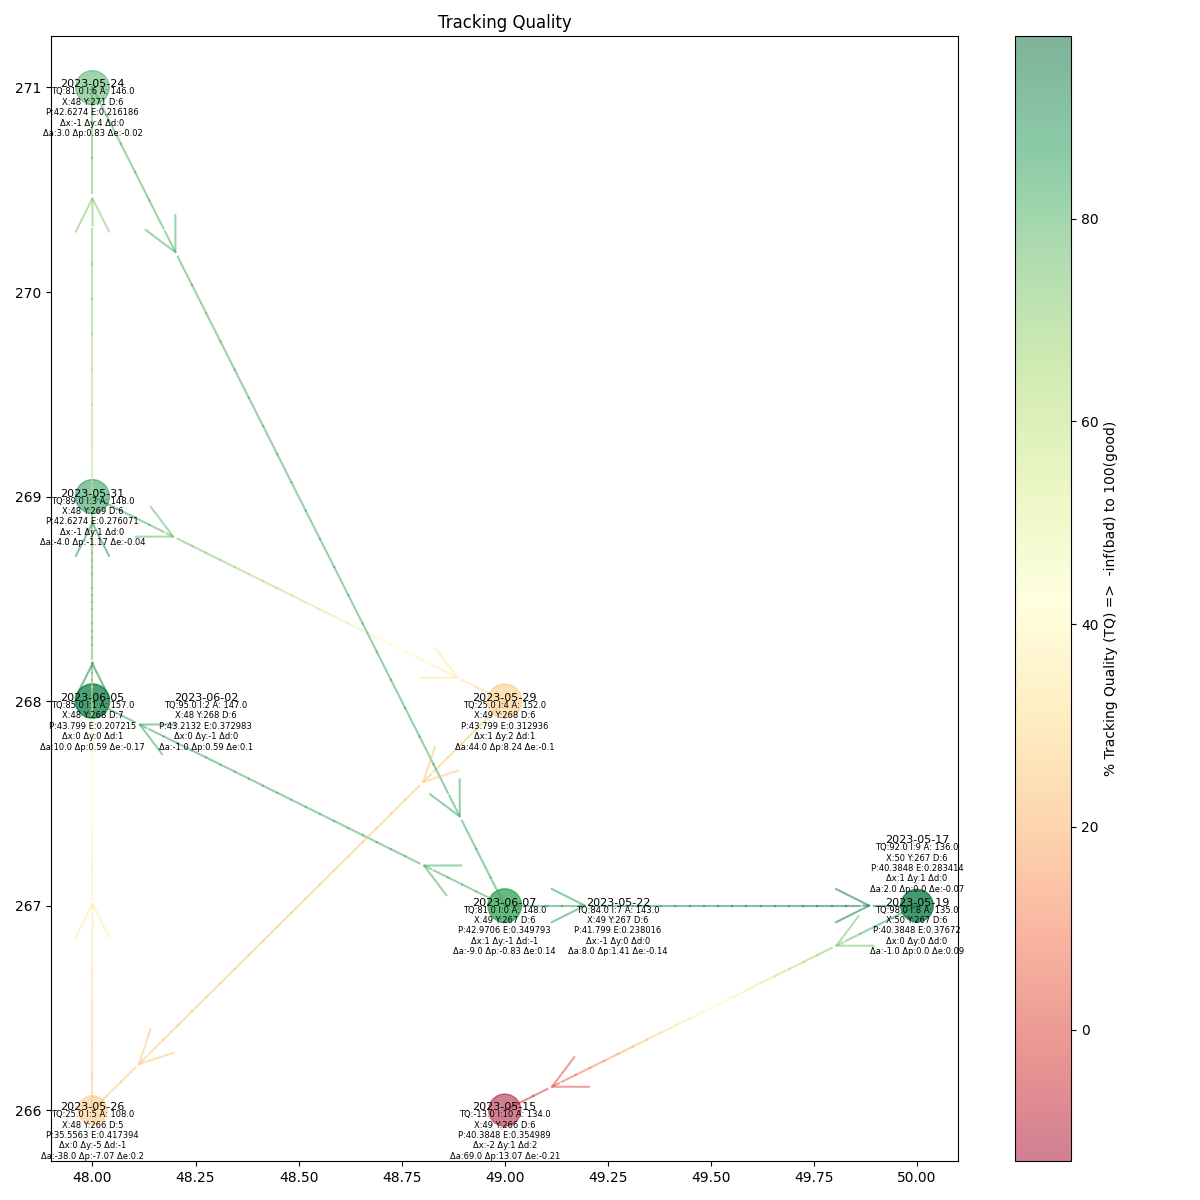 Tracking Quality
271
270
269
268
267
266
2023-05-24
TQ:81.0 I:6 A: 146.0
X:48 Y:271 D:6
P:42.6274 E:0.216186
Δx:-1 Δy:4 Δd:0
Δa:3.0 Δp:0.83 Δe:-0.02
2023-05-31
TQ:89.0 I:3 A: 148.0
X:48 Y:269 D:6
P:42.6274 E:0.276071
Δx:-1 Δy:1 Δd:0
Δa:-4.0 Δp:-1.17 Δe:-0.04
2023-06-05
TQ:85.0 I:1 A: 157.0
X:48 Y:268 D:7
P:43.799 E:0.207215
Δx:0 Δy:0 Δd:1
Δa:10.0 Δp:0.59 Δe:-0.17
2023-06-02
TQ:95.0 I:2 A: 147.0
X:48 Y:268 D:6
P:43.2132 E:0.372983
Δx:0 Δy:-1 Δd:0
Δa:-1.0 Δp:0.59 Δe:0.1
2023-05-29
TQ:25.0 I:4 A: 152.0
X:49 Y:268 D:6
P:43.799 E:0.312936
Δx:1 Δy:2 Δd:1
Δa:44.0 Δp:8.24 Δe:-0.1
2023-05-17
TQ:92.0 I:9 A: 136.0
X:50 Y:267 D:6
P:40.3848 E:0.283414
Δx:1 Δy:1 Δd:0
Δa:2.0 Δp:0.0 Δe:-0.07
2023-06-07
TQ:81.0 I:0 A: 148.0
X:49 Y:267 D:6
P:42.9706 E:0.349793
Δx:1 Δy:-1 Δd:-1
Δa:-9.0 Δp:-0.83 Δe:0.14
2023-05-22
TQ:84.0 I:7 A: 143.0
X:49 Y:267 D:6
P:41.799 E:0.238016
Δx:-1 Δy:0 Δd:0
Δa:8.0 Δp:1.41 Δe:-0.14
2023-05-19
TQ:98.0 I:8 A: 135.0
X:50 Y:267 D:6
P:40.3848 E:0.37672
Δx:0 Δy:0 Δd:0
Δa:-1.0 Δp:0.0 Δe:0.09
2023-05-26
TQ:25.0 I:5 A: 108.0
X:48 Y:266 D:5
P:35.5563 E:0.417394
Δx:0 Δy:-5 Δd:-1
Δa:-38.0 Δp:-7.07 Δe:0.2
2023-05-15
TQ:-13.0 I:10 A: 134.0
X:49 Y:266 D:6
P:40.3848 E:0.354989
Δx:-2 Δy:1 Δd:2
Δa:69.0 Δp:13.07 Δe:-0.21
48.00 48.25 48.50 48.75 49.00 49.25 49.50 49.75 50.00
80
60
40
20
0
% Tracking Quality (TQ) => -inf(bad) to 100(good)